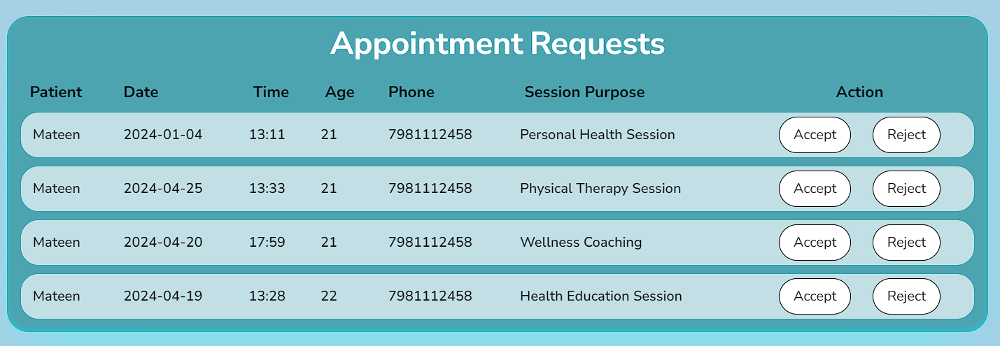 Appointment Requests
Patient Date Time Age Phone Session Purpose Action
Mateen 2024-01-04 13:11 21 7981112458 Personal Health Session Accept Reject
Mateen 2024-04-25 13:33 21 7981112458 Physical Therapy Session Accept Reject
Mateen 2024-04-20 17:59 21 7981112458 Wellness Coaching Accept Reject
Mateen 2024-04-19 13:28 22 7981112458 Health Education Session Accept Reject